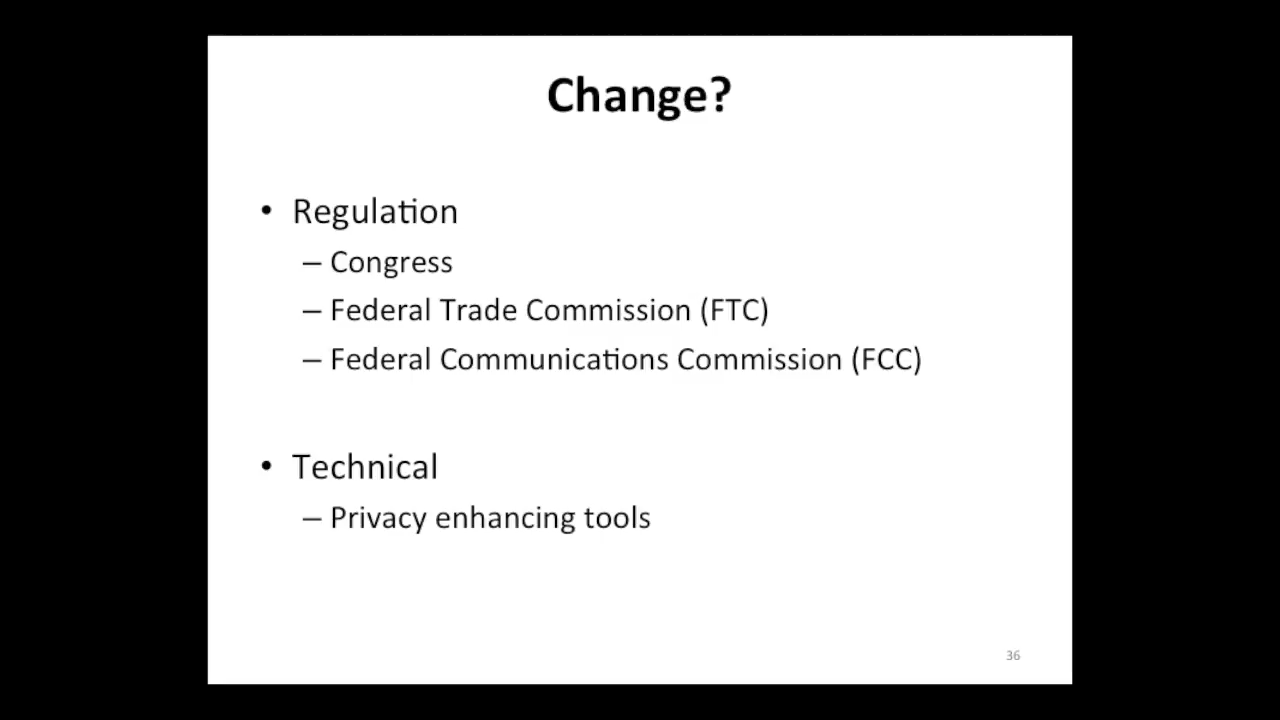 Change?
• Regulation
– Congress
– Federal Trade Commission (FTC)
– Federal Communications Commission (FCC)
• Technical
– Privacy enhancing tools
36